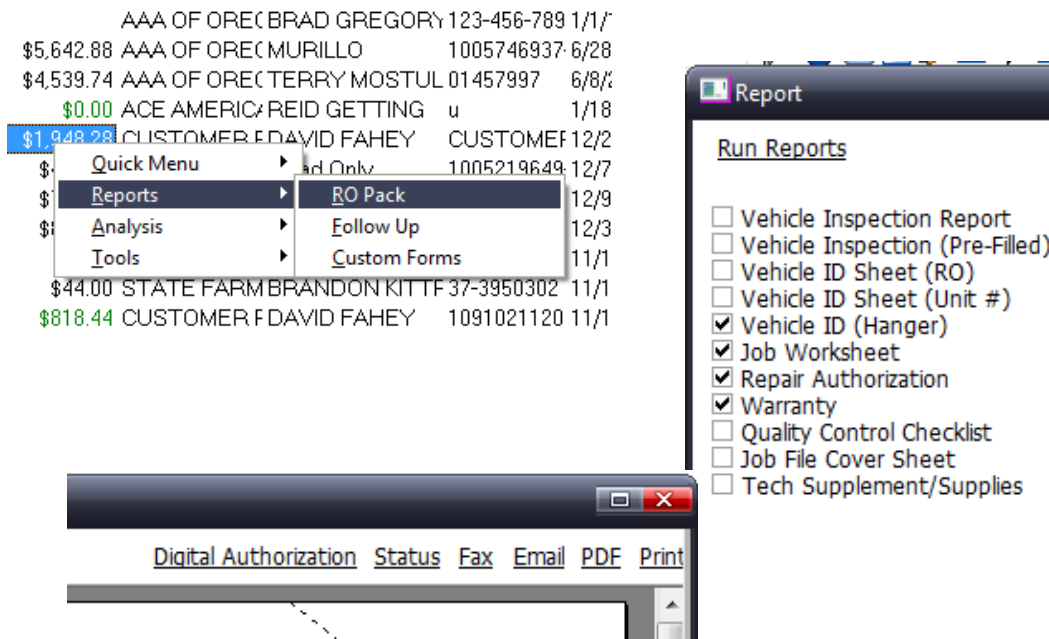 AAA OF OREC BRAD GREGORY 123-456-789 1/1/
$5,642.88 AAA OF OREC MURILLO 1005746937- 6/28
$4,539.74 AAA OF OREC TERRY MOSTUL 01457997 6/8/2
$0.00 ACE AMERICA REID GETTING u 1/18
$1,948.28 CUSTOMER F DAVID FAHEY CUSTOMEF 12/2
Quick Menu ad Only 1005219649- 12/7
Reports RO Pack 12/9
Analysis Follow Up 12/3
Tools Custom Forms 11/1
$44.00 STATE FARM BRANDON KITTF 37-3950302 11/1
$818.44 CUSTOMER F DAVID FAHEY 1091021120 11/1
Report
Run Reports
Vehicle Inspection Report
Vehicle Inspection (Pre-Filled)
Vehicle ID Sheet (RO)
Vehicle ID Sheet (Unit #)
Vehicle ID (Hanger)
Job Worksheet
Repair Authorization
Warranty
Quality Control Checklist
Job File Cover Sheet
Tech Supplement/Supplies
Digital Authorization Status Fax Email PDF Print